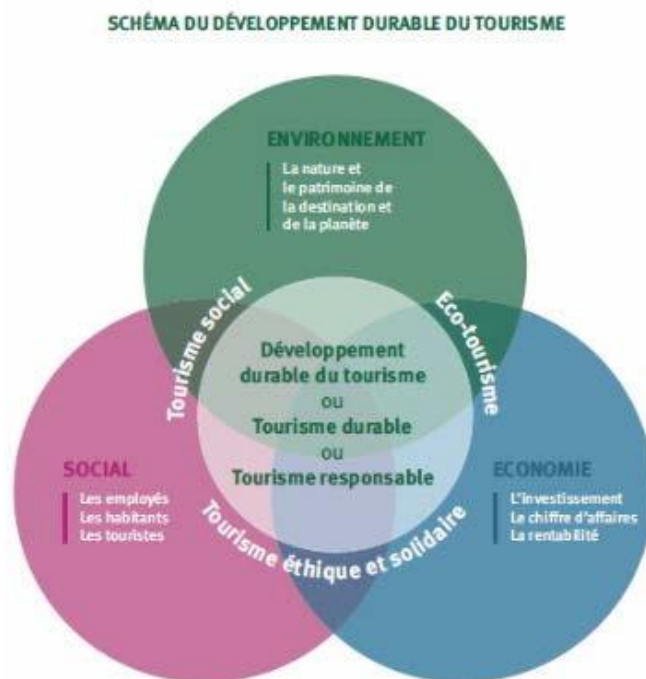 SCHÉMA DU DÉVELOPPEMENT DURABLE DU TOURISME
ENVIRONNEMENT
La nature et
le patrimoine de
la destination et
de la planète
Tourisme social
Eco-tourisme
Développement
durable du tourisme
ou
Tourisme durable
ou
Tourisme responsable
SOCIAL
Les employés
Les habitants
Les touristes
ECONOMIE
L'investissement
Le chiffre d'affaires
La rentabilité
Tourisme éthique et solidaire